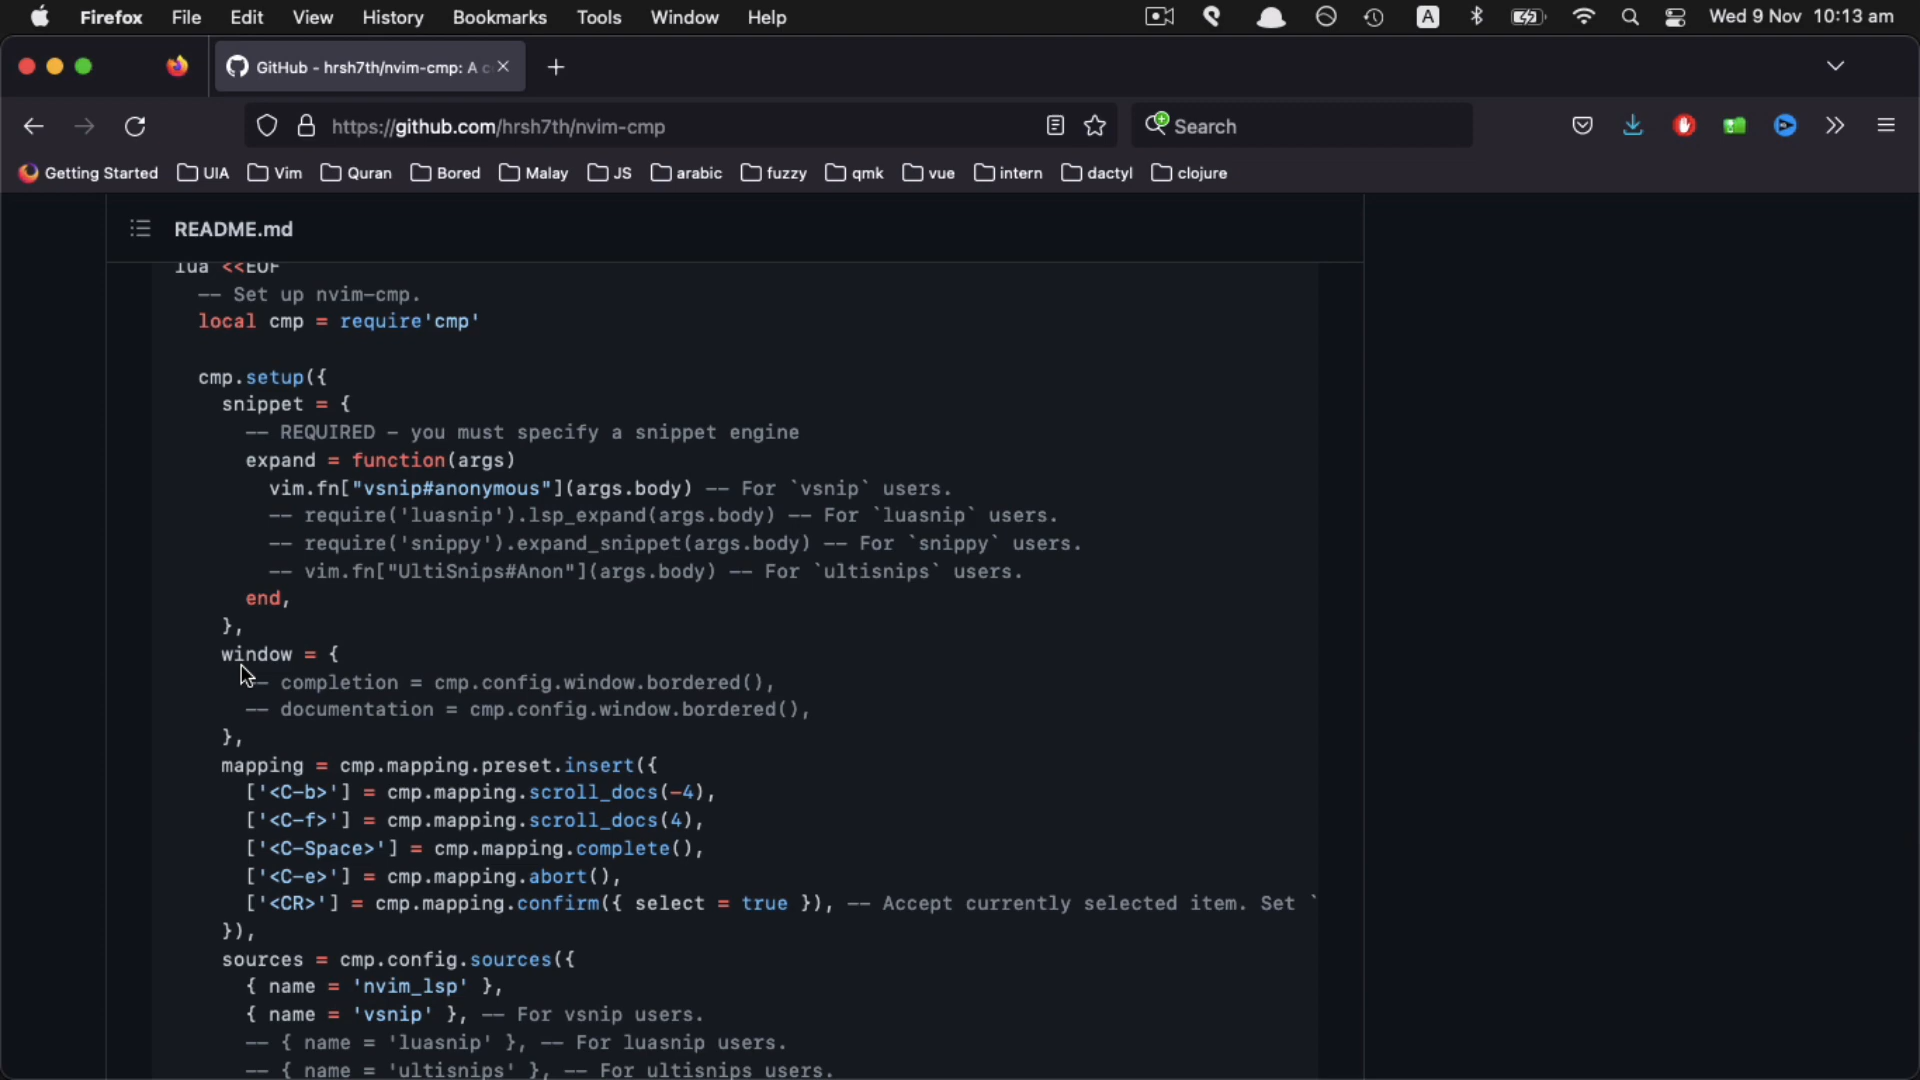 Firefox File Edit View History Bookmarks Tools Window Help A Wed 9 Nov 10:13 am
GitHub - hrsh7th/nvim-cmp: A c
https://github.com/hrsh7th/nvim-cmp Search
Getting Started UIA Vim Quran Bored Malay JS arabic fuzzy qmk vue intern dactyl clojure
README.md
lua <<EOF
-- Set up nvim-cmp.
local cmp = require'cmp'
cmp.setup({
snippet = {
-- REQUIRED - you must specify a snippet engine
expand = function(args)
vim.fn["vsnip#anonymous"](args.body) -- For `vsnip` users.
-- require('luasnip').lsp_expand(args.body) -- For `luasnip` users.
-- require('snippy').expand_snippet(args.body) -- For `snippy` users.
-- vim.fn["UltiSnips#Anon"](args.body) -- For `ultisnips` users.
end,
},
window = {
-- completion = cmp.config.window.bordered(),
-- documentation = cmp.config.window.bordered(),
},
mapping = cmp.mapping.preset.insert({
['<C-b>'] = cmp.mapping.scroll_docs(-4),
['<C-f>'] = cmp.mapping.scroll_docs(4),
['<C-Space>'] = cmp.mapping.complete(),
['<C-e>'] = cmp.mapping.abort(),
['<CR>'] = cmp.mapping.confirm({ select = true }), -- Accept currently selected item. Set `
}),
sources = cmp.config.sources({
{ name = 'nvim_lsp' },
{ name = 'vsnip' }, -- For vsnip users.
-- { name = 'luasnip' }, -- For luasnip users.
-- { name = 'ultisnips' }, -- For ultisnips users.